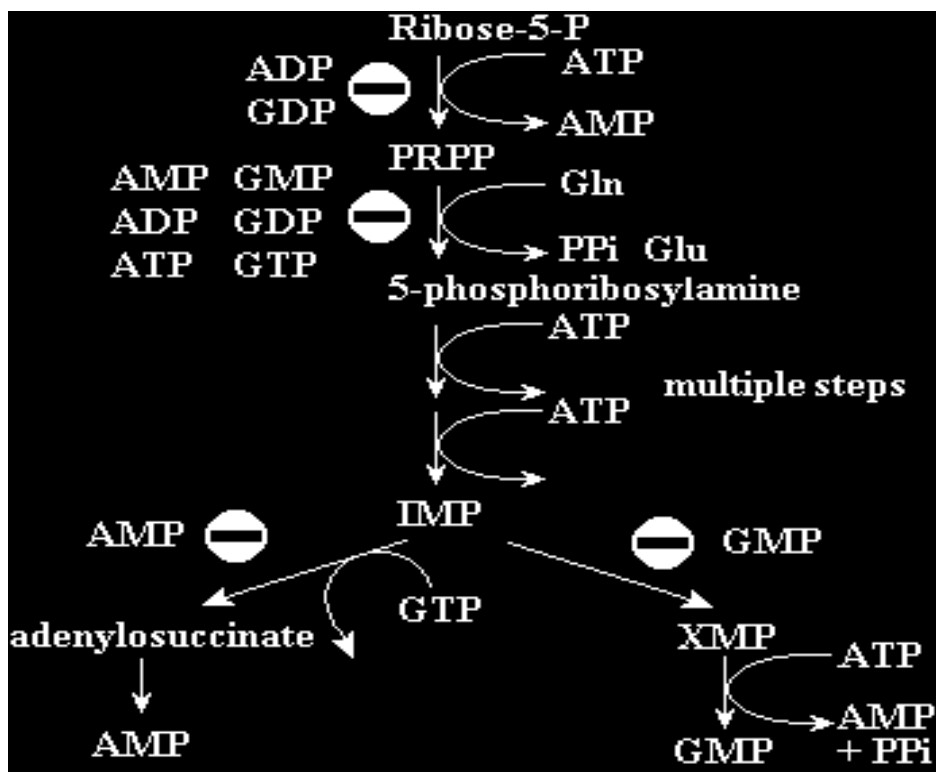 Ribose-5-P
ADP
ATP
GDP
AMP
PRPP
AMP GMP
Gln
ADP GDP
ATP GTP
PPi Glu
5-phosphoribosylamine
ATP
multiple steps
ATP
IMP
AMP
GMP
GTP
adenylosuccinate
XMP
ATP
AMP
AMP
GMP
+ PPi